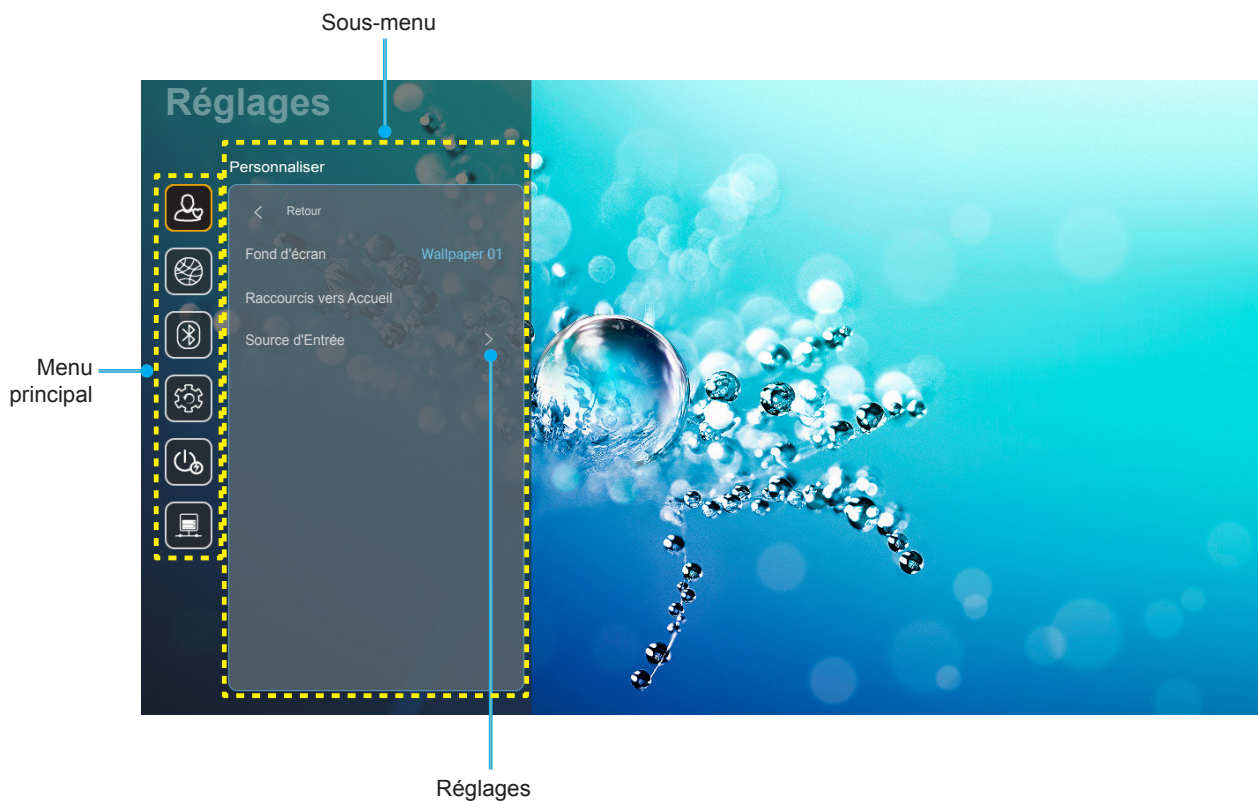 Sous-menu
Réglages
Personnaliser
Retour
Fond d'écran Wallpaper 01
Raccourcis vers Accueil
Source d'Entrée
Menu
principal
Réglages